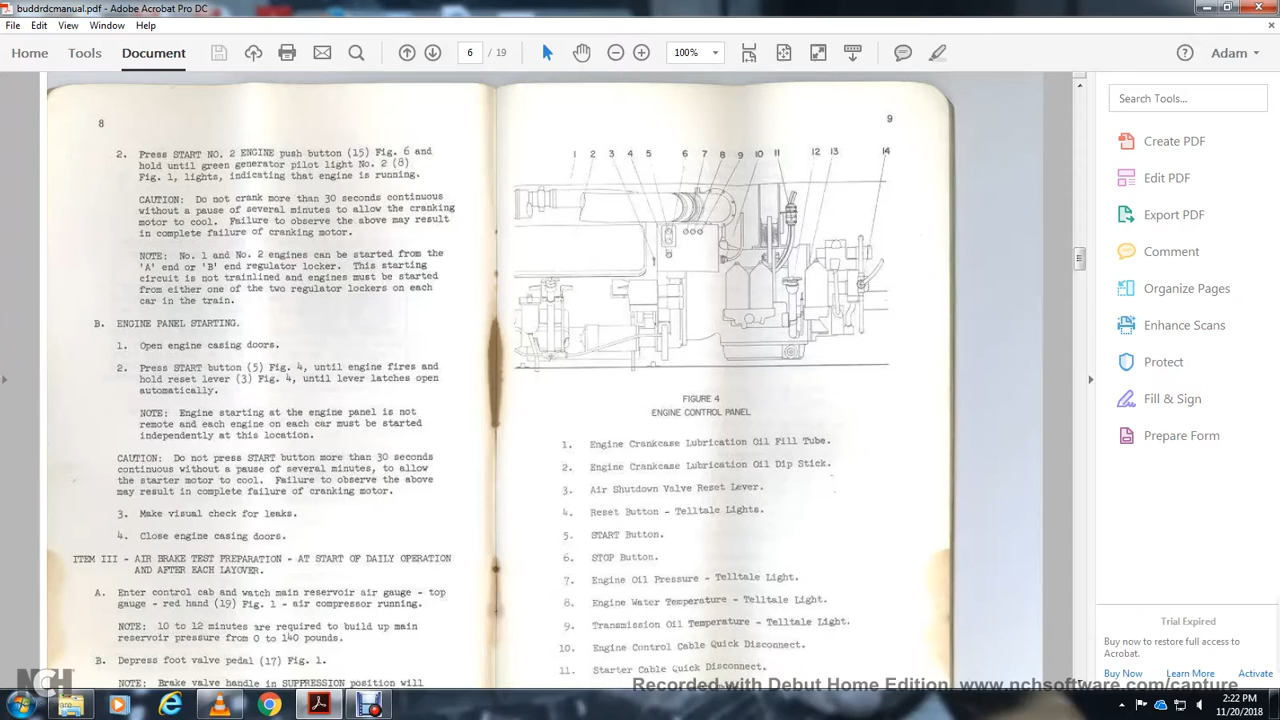 buddrdcmanual.pdf - Adobe Acrobat Pro DC
File Edit View Window Help
Home Tools Document
6 / 19
100%
Adam
8
2. Press START NO. 2 ENGINE push button (15) Fig. 6 and
hold until green generator pilot light No. 2 (8)
Fig. 1, lights, indicating that engine is running.
CAUTION: Do not crank more than 30 seconds continuous
without a pause of several minutes to allow the cranking
motor to cool. Failure to observe the above may result
in complete failure of cranking motor.
NOTE: No. 1 and No. 2 engines can be started from the
'A' end or 'B' end regulator locker. This starting
circuit is not trainlined and engines must be started
from either one of the two regulator lockers on each
car in the train.
B. ENGINE PANEL STARTING.
1. Open engine casing doors.
2. Press START button (5) Fig. 4, until engine fires and
hold reset lever (3) Fig. 4, until lever latches open
automatically.
NOTE: Engine starting at the engine panel is not
remote and each engine on each car must be started
independently at this location.
CAUTION: Do not press START button more than 30 seconds
continuous without a pause of several minutes, to allow
the starter motor to cool. Failure to observe the above
may result in complete failure of cranking motor.
3. Make visual check for leaks.
4. Close engine casing doors.
ITEM III - AIR BRAKE TEST PREPARATION - AT START OF DAILY OPERATION
AND AFTER EACH LAYOVER.
A. Enter control cab and watch main reservoir air gauge - top
gauge - red hand (19) Fig. 1 - air compressor running.
NOTE: 10 to 12 minutes are required to build up main
reservoir pressure from 0 to 140 pounds.
B. Depress foot valve pedal (17) Fig. 1.
NOTE: Brake valve handle in SUPPRESSION position will
9
1 2 3 4 5 6 7 8 9 10 11 12 13 14
FIGURE 4
ENGINE CONTROL PANEL
1. Engine Crankcase Lubrication Oil Fill Tube.
2. Engine Crankcase Lubrication Oil Dip Stick.
3. Air Shutdown Valve Reset Lever.
4. Reset Button - Telltale Lights.
5. START Button.
6. STOP Button.
7. Engine Oil Pressure - Telltale Light.
8. Engine Water Temperature - Telltale Light.
9. Transmission Oil Temperature - Telltale Light.
10. Engine Control Cable Quick Disconnect.
11. Starter Cable Quick Disconnect.
Search Tools...
Create PDF
Edit PDF
Export PDF
Comment
Organize Pages
Enhance Scans
Protect
Fill & Sign
Prepare Form
Trial Expired
Buy now to restore full access to
Acrobat.
Buy Now Learn More Activate
NCH
Recorded with Debut Home Edition. www.nchsoftware.com/capture
2:22 PM
11/20/2018